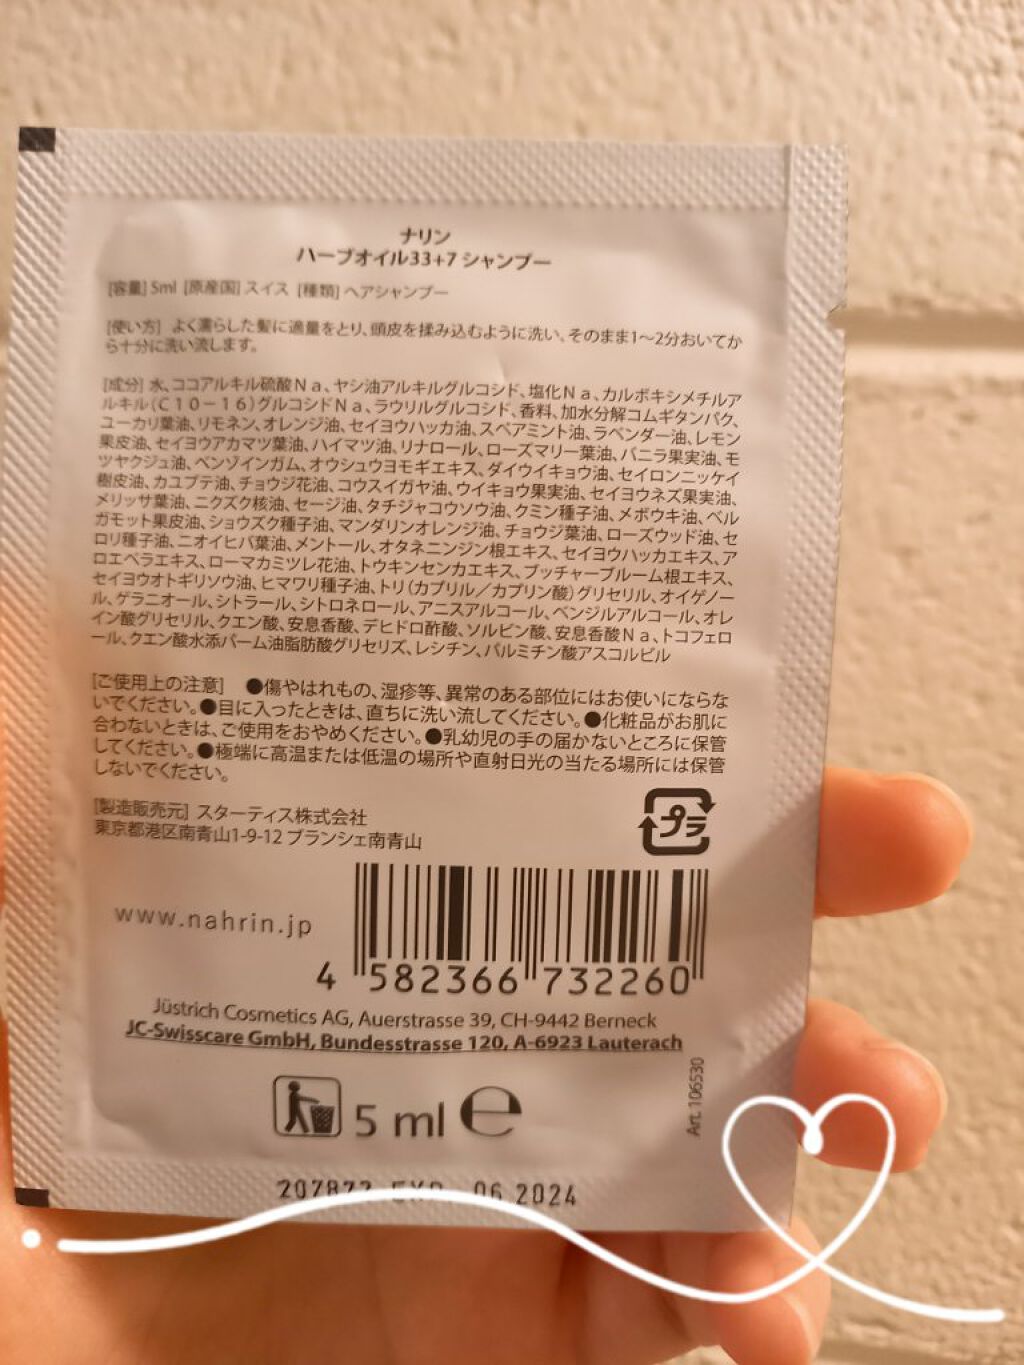 ナリン
ハーブオイル33+7 シャンプー
[容量] 5ml [原産国] スイス [種類] ヘアシャンプー
[使い方] よく濡らした髪に適量をとり、頭皮を揉み込むように洗い、そのまま1～2分おいてか
ら十分に洗い流します。
[成分] 水、ココアルキル硫酸Ｎａ、ヤシ油アルキルグルコシド、塩化Ｎａ、カルボキシメチルア
ルキル（Ｃ１０－１６）グルコシドＮａ、ラウリルグルコシド、香料、加水分解コムギタンパク、
ユーカリ葉油、リモネン、オレンジ油、セイヨウハッカ油、スペアミント油、ラベンダー油、レモン
果皮油、セイヨウアカマツ葉油、ハイマツ油、リナロール、ローズマリー葉油、バニラ果実油、モ
ツヤクジュ油、ベンゾインガム、オウシュウヨモギエキス、ダイウイキョウ油、セイロンニッケイ
樹皮油、カユプテ油、チョウジ花油、コウスイガヤ油、ウイキョウ果実油、セイヨウネズ果実油、
メリッサ葉油、ニクズク核油、セージ油、タチジャコウソウ油、クミン種子油、メボウキ油、ベル
ガモット果皮油、ショウズク種子油、マンダリンオレンジ油、チョウジ葉油、ローズウッド油、セ
ロリ種子油、ニオイヒバ葉油、メントール、オタネニンジン根エキス、セイヨウハッカエキス、ア
ロエベラエキス、ローマカミツレ花油、トウキンセンカエキス、ブッチャーブルーム根エキス、
セイヨウオトギリソウ油、ヒマワリ種子油、トリ（カプリル／カプリン酸）グリセリル、オイゲノー
ル、ゲラニオール、シトラール、シトロネロール、アニスアルコール、ベンジルアルコール、オレ
イン酸グリセリル、クエン酸、安息香酸、デヒドロ酢酸、ソルビン酸、安息香酸Ｎａ、トコフェロ
ール、クエン酸水添パーム油脂肪酸グリセリズ、レシチン、パルミチン酸アスコルビル
[ご使用上の注意] ●傷やはれもの、湿疹等、異常のある部位にはお使いにならな
いでください。●目に入ったときは、直ちに洗い流してください。●化粧品がお肌に
合わないときは、ご使用をおやめください。●乳幼児の手の届かないところに保管
してください。●極端に高温または低温の場所や直射日光の当たる場所には保管
しないでください。
[製造販売元] スターティス株式会社
東京都港区南青山1-9-12 ブランシェ南青山
プラ
www.nahrin.jp
4 582366 732260
Jüstrich Cosmetics AG, Auerstrasse 39, CH-9442 Berneck
JC-Swisscare GmbH, Bundesstrasse 120, A-6923 Lauterach
5 ml e
Art. 106530
06.2024